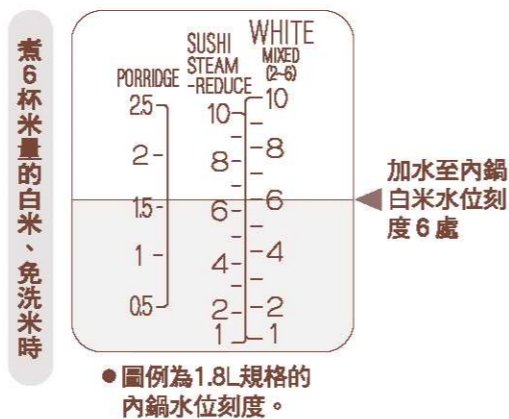 煮6杯米量的白米、免洗米時
PORRIDGE
2.5
2
1.5
1
0.5
SUSHI
STEAM
-REDUCE
10
8
6
4
2
1
WHITE
MIXED
(2-6)
10
8
6
4
2
1
加水至內鍋
白米水位刻
度6處
●圖例為1.8L規格的
內鍋水位刻度。